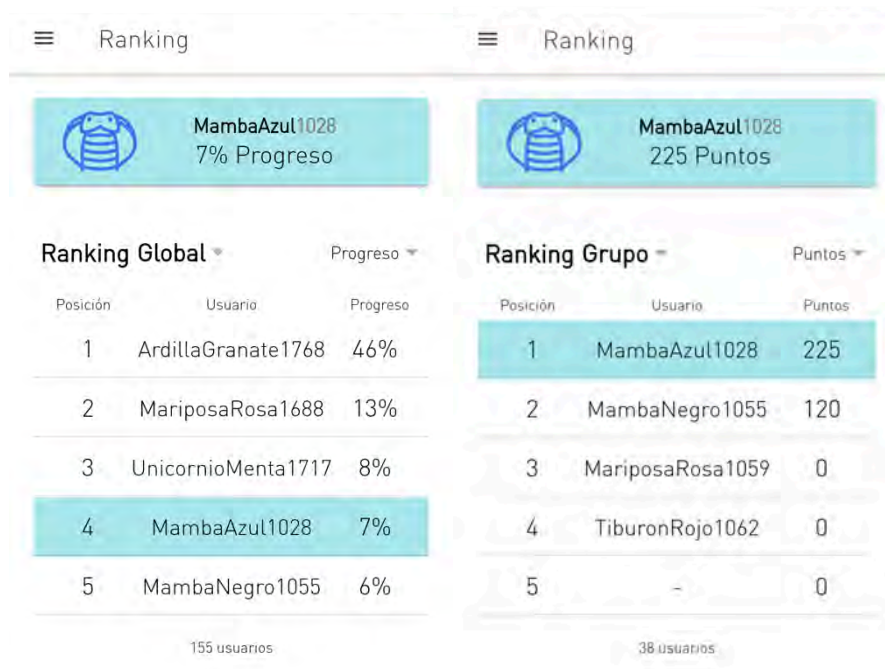 Ranking
MambaAzul1028
7% Progreso
Ranking Global Progreso
Posición Usuario Progreso
1 ArdillaGranate1768 46%
2 MariposaRosa1688 13%
3 UnicornioMenta1717 8%
4 MambaAzul1028 7%
5 MambaNegro1055 6%
155 usuarios
Ranking
MambaAzul1028
225 Puntos
Ranking Grupo Puntos
Posición Usuario Puntos
1 MambaAzul1028 225
2 MambaNegro1055 120
3 MariposaRosa1059 0
4 TiburonRojo1062 0
5 - 0
38 usuarios